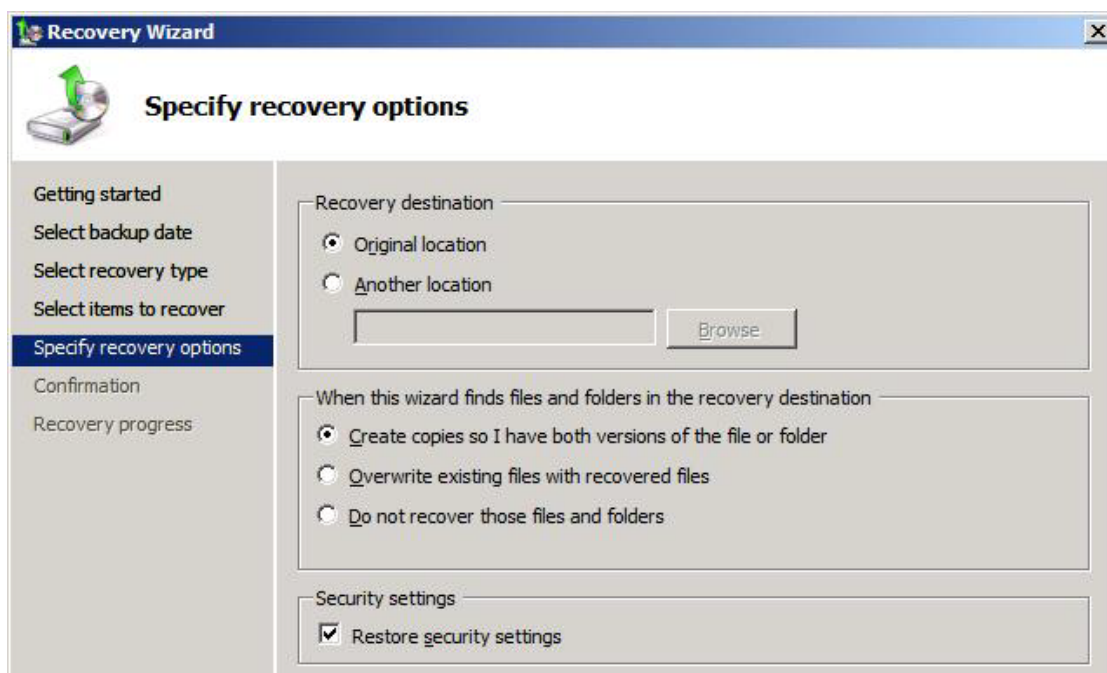 Recovery Wizard
Specify recovery options
Getting started
Select backup date
Select recovery type
Select items to recover
Specify recovery options
Confirmation
Recovery progress
Recovery destination
Original location
Another location
Browse
When this wizard finds files and folders in the recovery destination
Create copies so I have both versions of the file or folder
Overwrite existing files with recovered files
Do not recover those files and folders
Security settings
Restore security settings